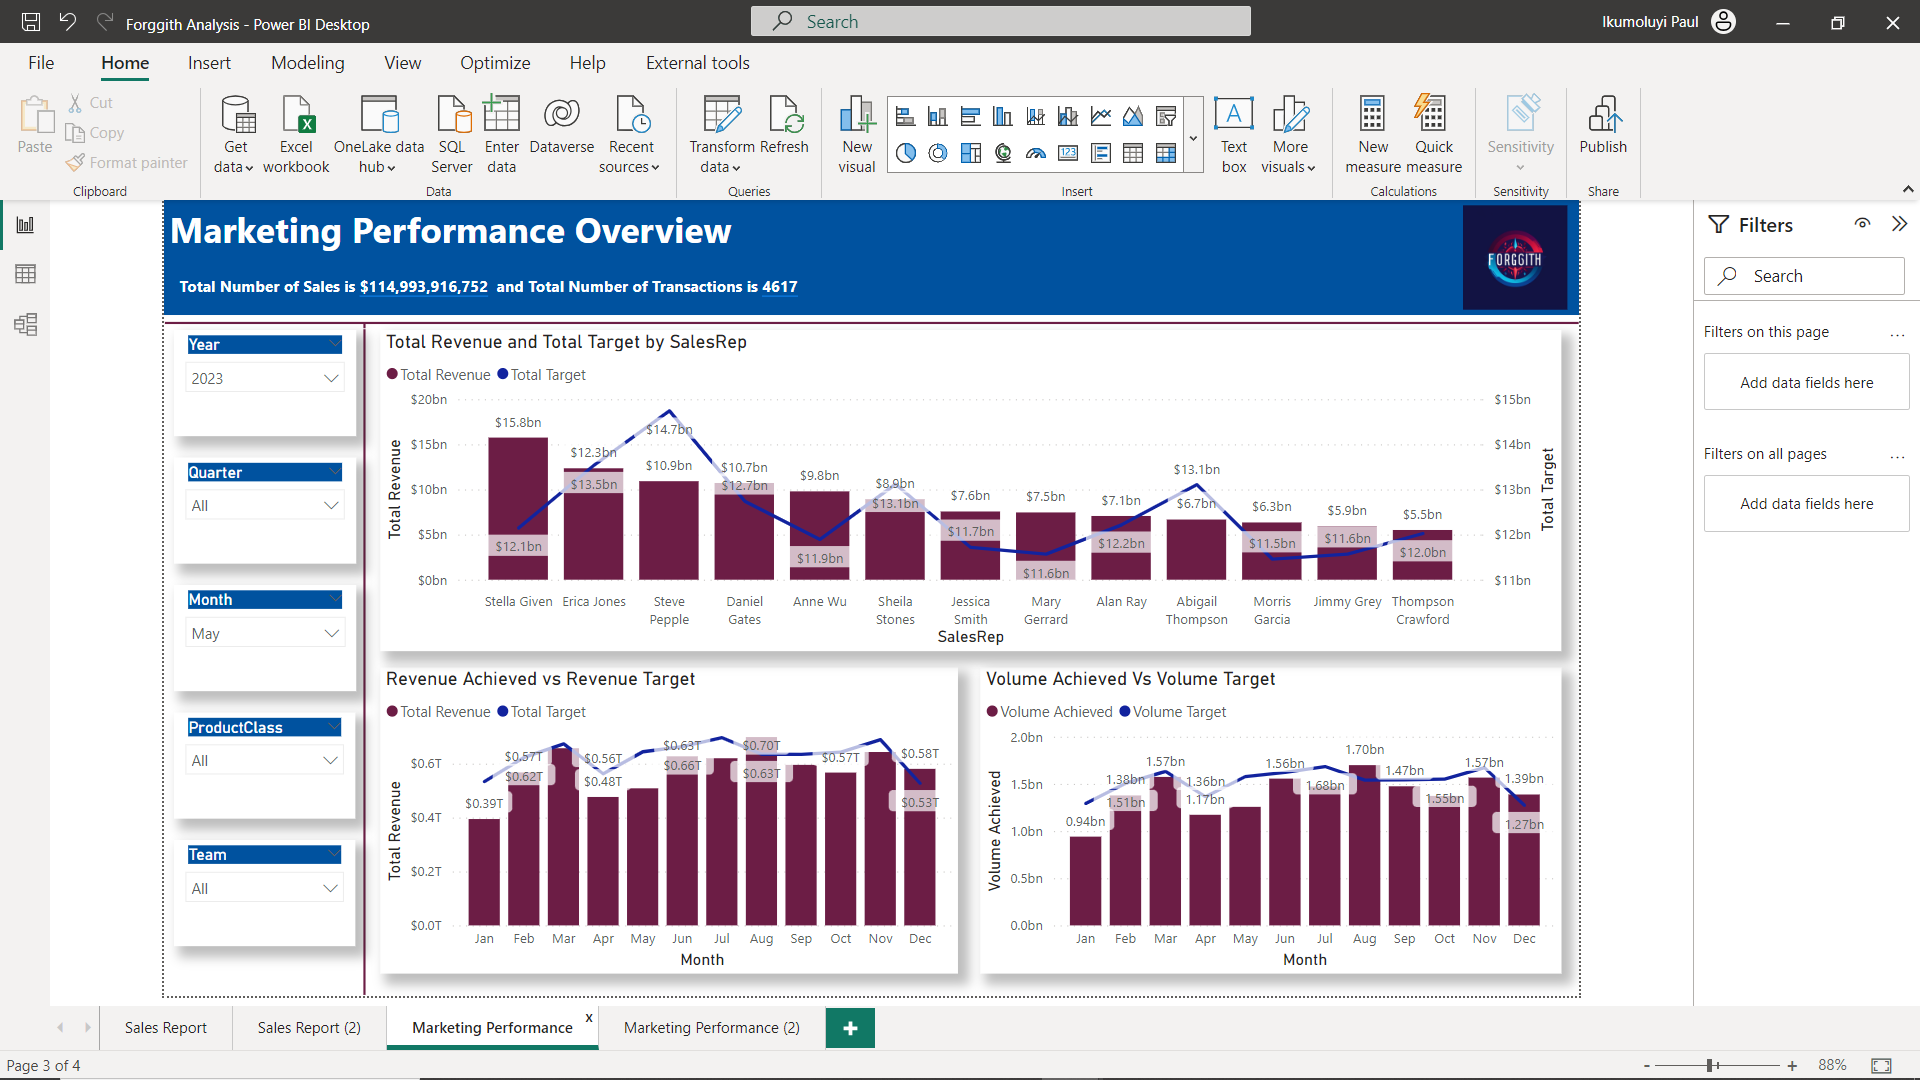 Forggith Analysis - Power BI Desktop
Search
Ikumoluyi Paul
File Home Insert Modeling View Optimize Help External tools
Paste
Cut
Copy
Format painter
Clipboard
Get data
Excel workbook
OneLake data hub
SQL Server
Enter data
Dataverse
Recent sources
Data
Transform data
Refresh
Queries
New visual
123
A
Text box
More visuals
Insert
New measure
Quick measure
Calculations
Sensitivity
Sensitivity
Publish
Share
Marketing Performance Overview
Total Number of Sales is $114,993,916,752 and Total Number of Transactions is 4617
FORGGITH
Year
2023
Quarter
All
Month
May
ProductClass
All
Team
All
Total Revenue and Total Target by SalesRep
Total Revenue Total Target
$20bn
$15bn
$10bn
$5bn
$0bn
Total Revenue
$15.8bn $12.3bn $10.9bn $10.7bn $9.8bn $8.9bn $7.6bn $7.5bn $7.1bn $6.7bn $6.3bn $5.9bn $5.5bn
$12.1bn $13.5bn $14.7bn $12.7bn $11.9bn $13.1bn $11.7bn $11.6bn $12.2bn $13.1bn $11.5bn $11.6bn $12.0bn
$15bn
$14bn
$13bn
$12bn
$11bn
Total Target
Stella Given
Erica Jones
Steve Pepple
Daniel Gates
Anne Wu
Sheila Stones
Jessica Smith
Mary Gerrard
Alan Ray
Abigail Thompson
Morris Garcia
Jimmy Grey
Thompson Crawford
SalesRep
Revenue Achieved vs Revenue Target
Total Revenue Total Target
$0.6T
$0.4T
$0.2T
$0.0T
Total Revenue
$0.39T $0.57T $0.62T $0.56T $0.48T $0.63T $0.66T $0.70T $0.63T $0.57T $0.58T $0.53T
Jan Feb Mar Apr May Jun Jul Aug Sep Oct Nov Dec
Month
Volume Achieved Vs Volume Target
Volume Achieved Volume Target
2.0bn
1.5bn
1.0bn
0.5bn
0.0bn
Volume Achieved
0.94bn 1.38bn 1.51bn 1.57bn 1.36bn 1.17bn 1.56bn 1.68bn 1.70bn 1.47bn 1.55bn 1.57bn 1.39bn 1.27bn
Jan Feb Mar Apr May Jun Jul Aug Sep Oct Nov Dec
Month
Filters
Search
Filters on this page ...
Add data fields here
Filters on all pages ...
Add data fields here
Sales Report
Sales Report (2)
Marketing Performance x
Marketing Performance (2)
+
Page 3 of 4
- + 88%